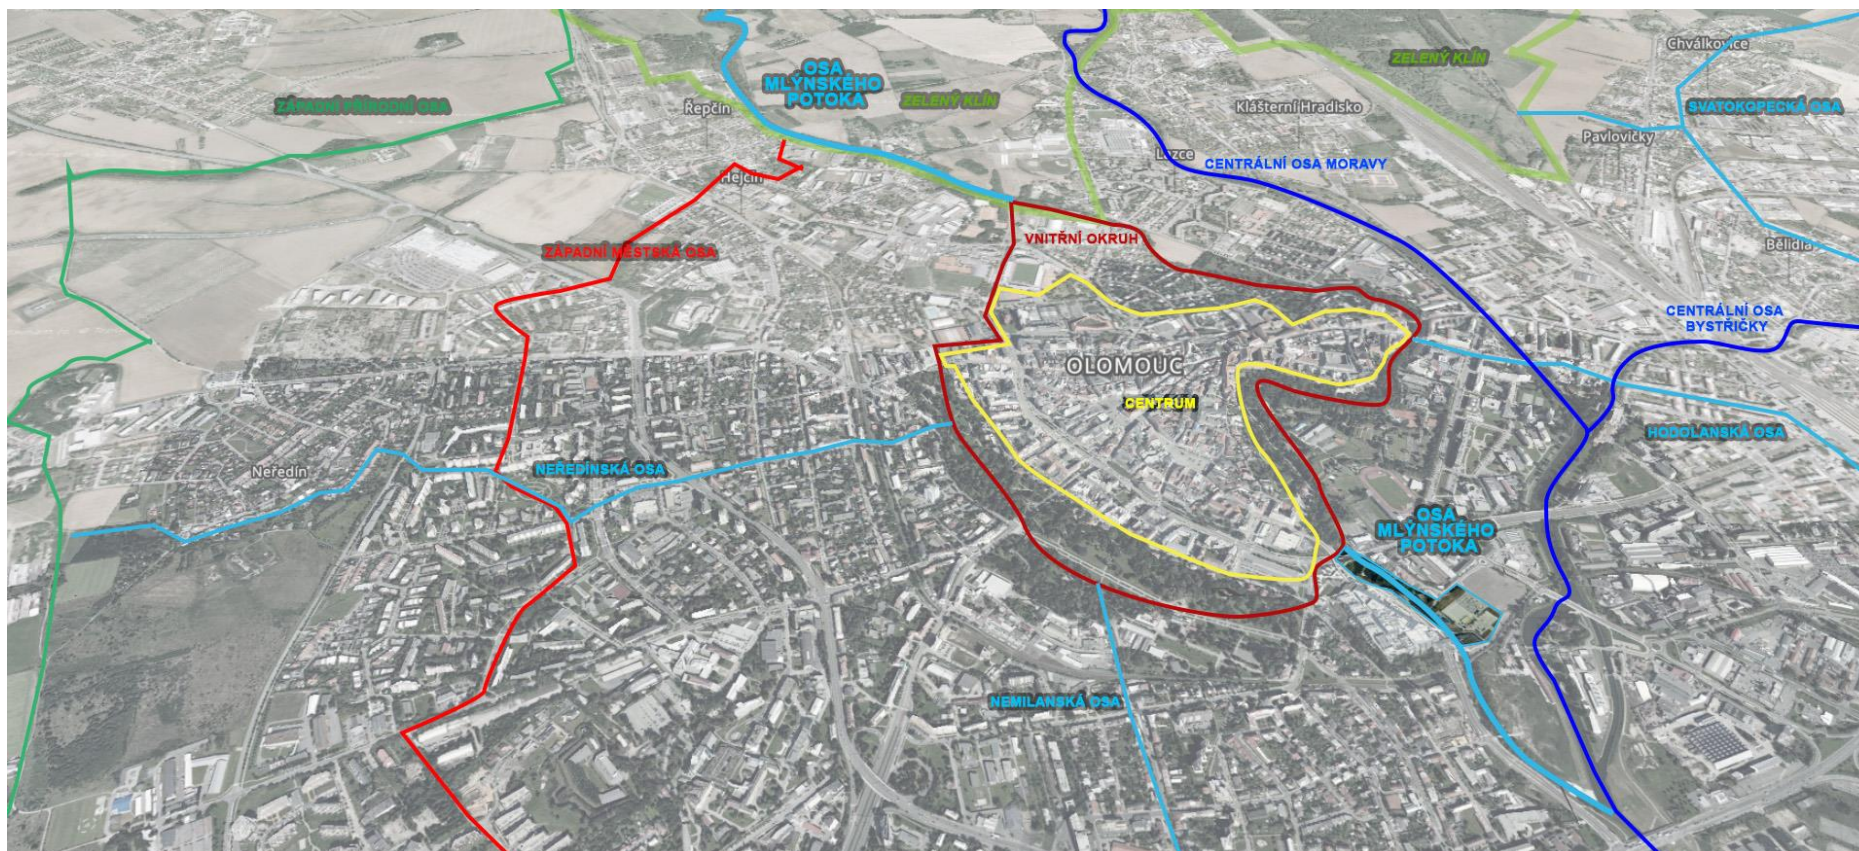 Chválkovice
ZELENÝ KLÍN
OSA
MLÝNSKÉHO
POTOKA
ZÁPADNÍ PŘÍRODNÍ OSA
Řepčín
ZELENÝ KLÍN
Klášterní Hradisko
SVATOKOPECKÁ OSA
Pavlovičky
Lazce
CENTRÁLNÍ OSA MORAVY
Hejčín
VNITŘNÍ OKRUH
ZÁPADNÍ MĚSTSKÁ OSA
Bělidla
CENTRÁLNÍ OSA
BYSTŘIČKY
OLOMOUC
CENTRUM
HODOLANSKÁ OSA
Neředín
NEŘEDÍNSKÁ OSA
OSA
MLÝNSKÉHO
POTOKA
NEMILANSKÁ OSA